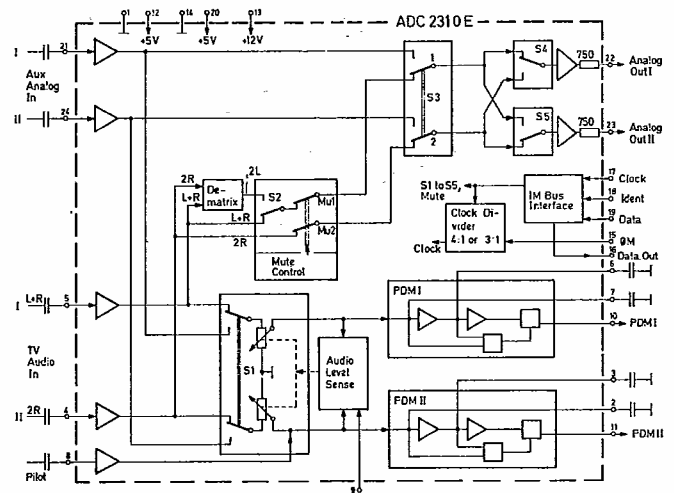 1 12 14 20 13
ADC 2310 E
+5V +5V +12V
I 21
Aux
Analog
In
II 24
1
S3
2
S4
750
22
Analog
Out I
S5
750
23
Analog
Out II
2R
L+R
De-
matrix
2L
S2
Mu1
L+R
Mu2
2R
Mute
Control
S1 to S5,
Mute
Clock Di-
vider
4:1 or 3:1
Clock
IM Bus
Interface
17
Clock
18
Ident
19
Data
15
ΦM
16
Data Out
6
I L+R 5
TV
Audio
In
II 2R 4
Pilot 8
S1
Audio
Level
Sense
9
PDM I
7
10
PDM I
3
PDM II
2
11
PDM II